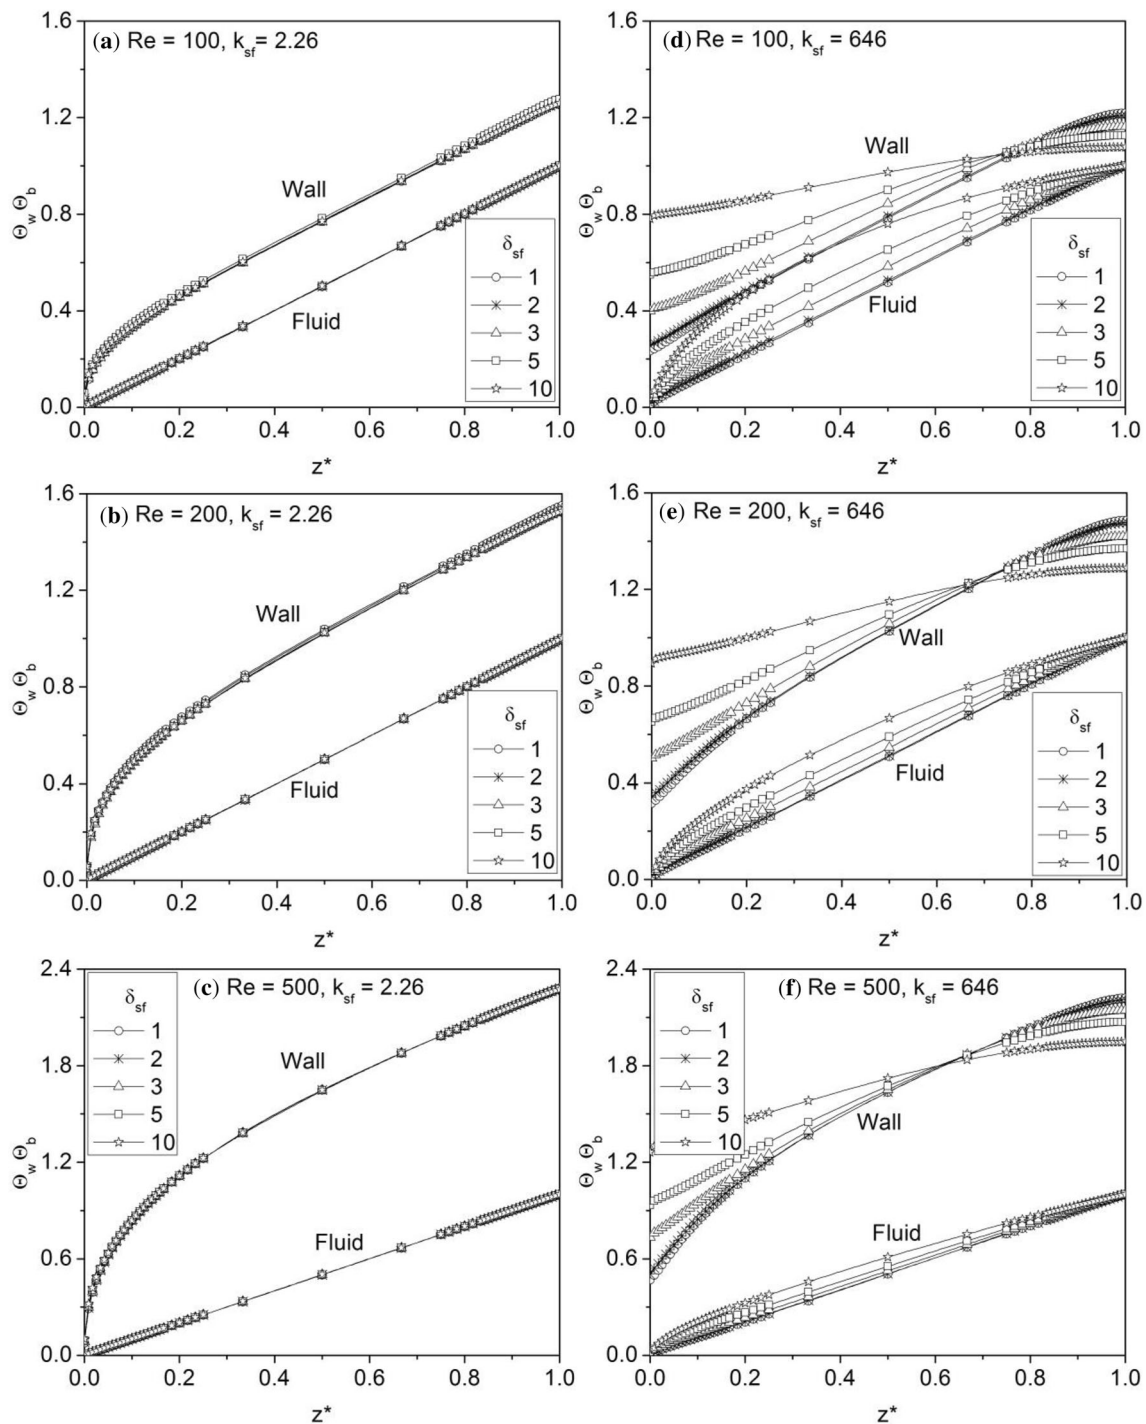 (a) Re = 100, k_sf = 2.26
1.6
1.2
0.8
0.4
0.0
Θ_w Θ_b
Wall
Fluid
δ_sf
1
2
3
5
10
0.0 0.2 0.4 0.6 0.8 1.0
z*
(d) Re = 100, k_sf = 646
1.6
1.2
0.8
0.4
0.0
Θ_w Θ_b
Wall
Fluid
δ_sf
1
2
3
5
10
0.0 0.2 0.4 0.6 0.8 1.0
z*
(b) Re = 200, k_sf = 2.26
1.6
1.2
0.8
0.4
0.0
Θ_w Θ_b
Wall
Fluid
δ_sf
1
2
3
5
10
0.0 0.2 0.4 0.6 0.8 1.0
z*
(e) Re = 200, k_sf = 646
1.6
1.2
0.8
0.4
0.0
Θ_w Θ_b
Wall
Fluid
δ_sf
1
2
3
5
10
0.0 0.2 0.4 0.6 0.8 1.0
z*
(c) Re = 500, k_sf = 2.26
2.4
1.8
1.2
0.6
0.0
Θ_w Θ_b
δ_sf
1
2
3
5
10
Wall
Fluid
0.0 0.2 0.4 0.6 0.8 1.0
z*
(f) Re = 500, k_sf = 646
2.4
1.8
1.2
0.6
0.0
Θ_w Θ_b
δ_sf
1
2
3
5
10
Wall
Fluid
0.0 0.2 0.4 0.6 0.8 1.0
z*